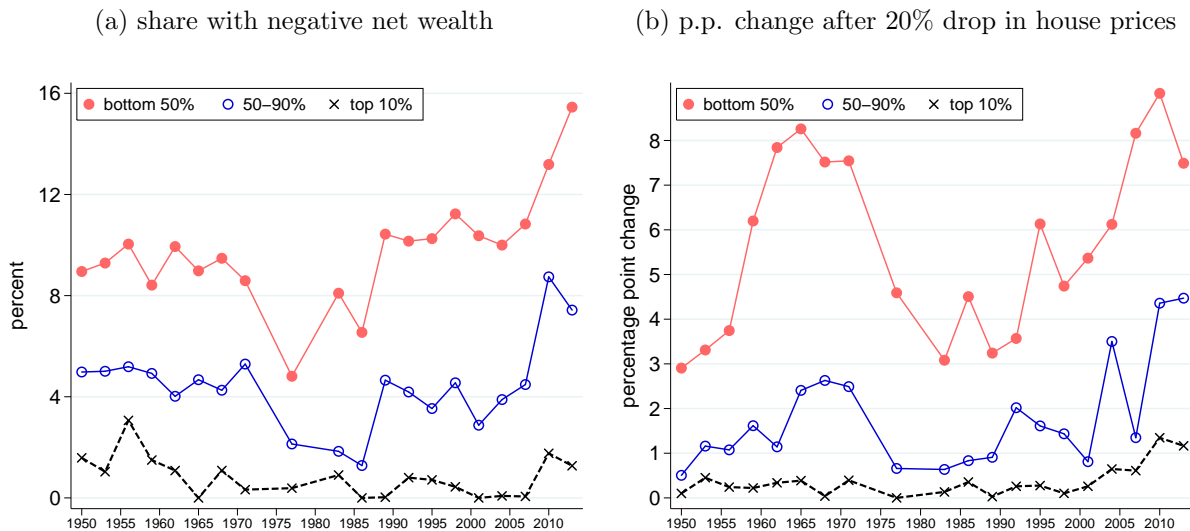 (a) share with negative net wealth
(b) p.p. change after 20% drop in house prices
bottom 50% 50–90% top 10%
16
12
8
4
0
percent
1950 1955 1960 1965 1970 1975 1980 1985 1990 1995 2000 2005 2010
bottom 50% 50–90% top 10%
8
7
6
5
4
3
2
1
0
percentage point change
1950 1955 1960 1965 1970 1975 1980 1985 1990 1995 2000 2005 2010